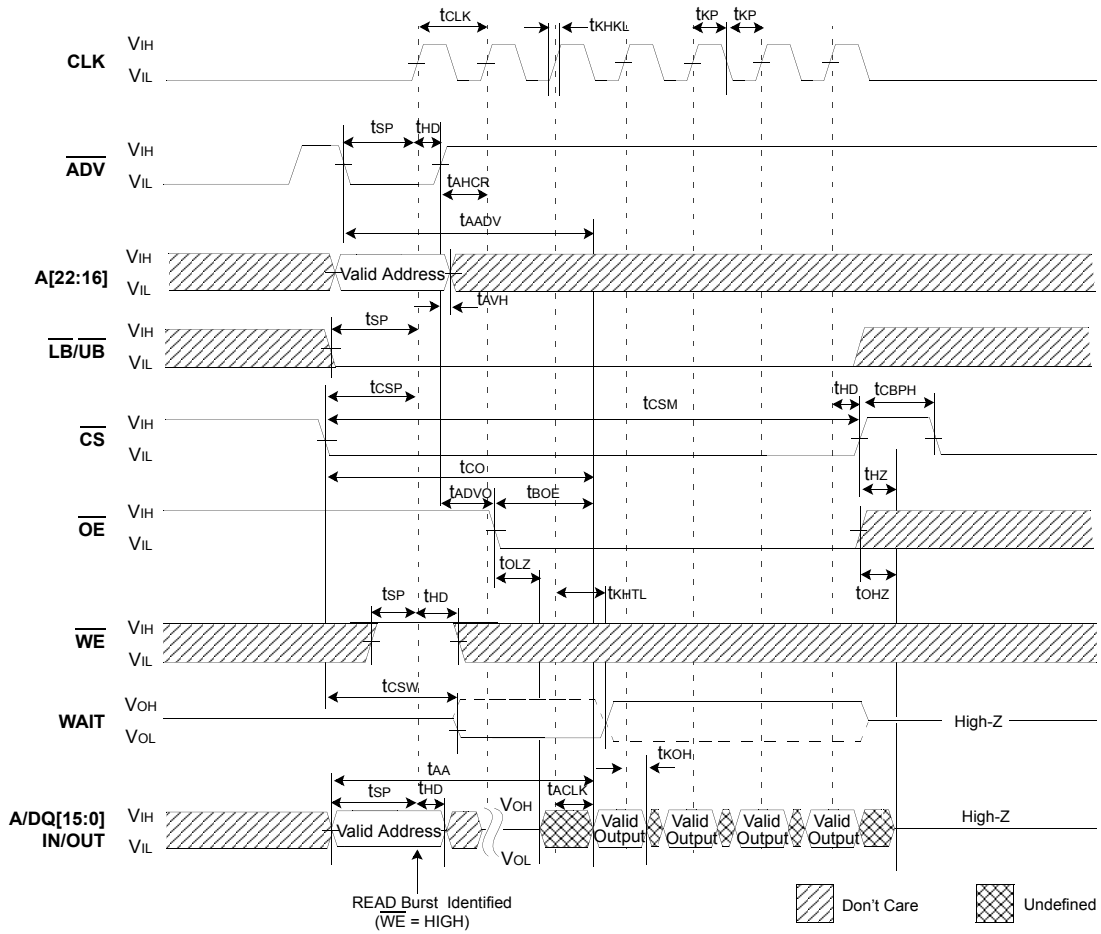 tCLK tKHKL tKP tKP
CLK VIH
VIL
tSP tHD
ADV VIH
VIL
tAHCR
tAADV
A[22:16] VIH
VIL
Valid Address
tAVH
LB/UB VIH
VIL
tSP
tCSP
tCSM
tHD tCBPH
CS VIH
VIL
tCO
tADVO tBOE
tHZ
OE VIH
VIL
tOLZ
tKHTL
tOHZ
tSP tHD
WE VIH
VIL
tCSW
WAIT VOH
VOL
High-Z
tKOH
tAA
tSP tHD
tACLK
A/DQ[15:0]
IN/OUT
VIH
VIL
Valid Address
VOH
VOL
Valid
Output
Valid
Output
Valid
Output
Valid
Output
High-Z
READ Burst Identified
(WE = HIGH)
Don't Care
Undefined